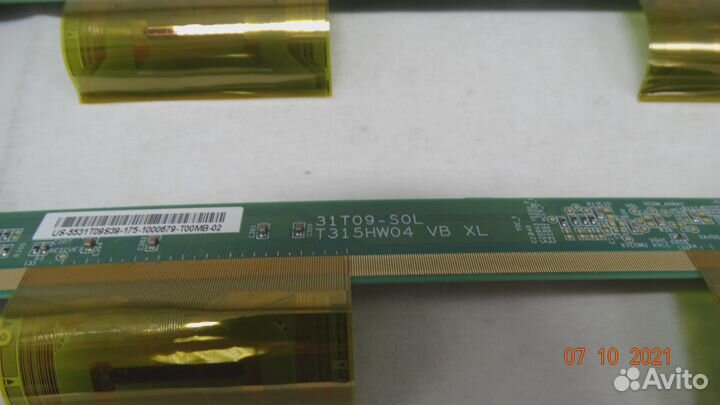 31T09-S0L
T315HW04 VB XL
US-5531T09S39-175-1000679-T00MB-02
07 10 2021
Avito